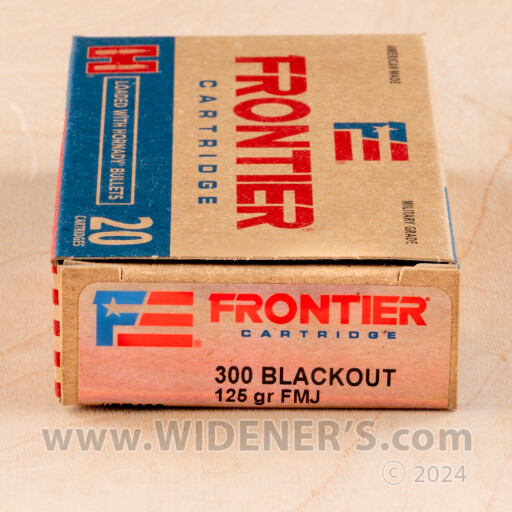 AMERICAN MADE
MILITARY GRADE
FRONTIER
CARTRIDGE
H
LOADED WITH HORNADY BULLETS
20
CARTRIDGES
FRONTIER®
CARTRIDGE
300 BLACKOUT
125 gr FMJ
WWW.WIDENER'S.com
© 2024